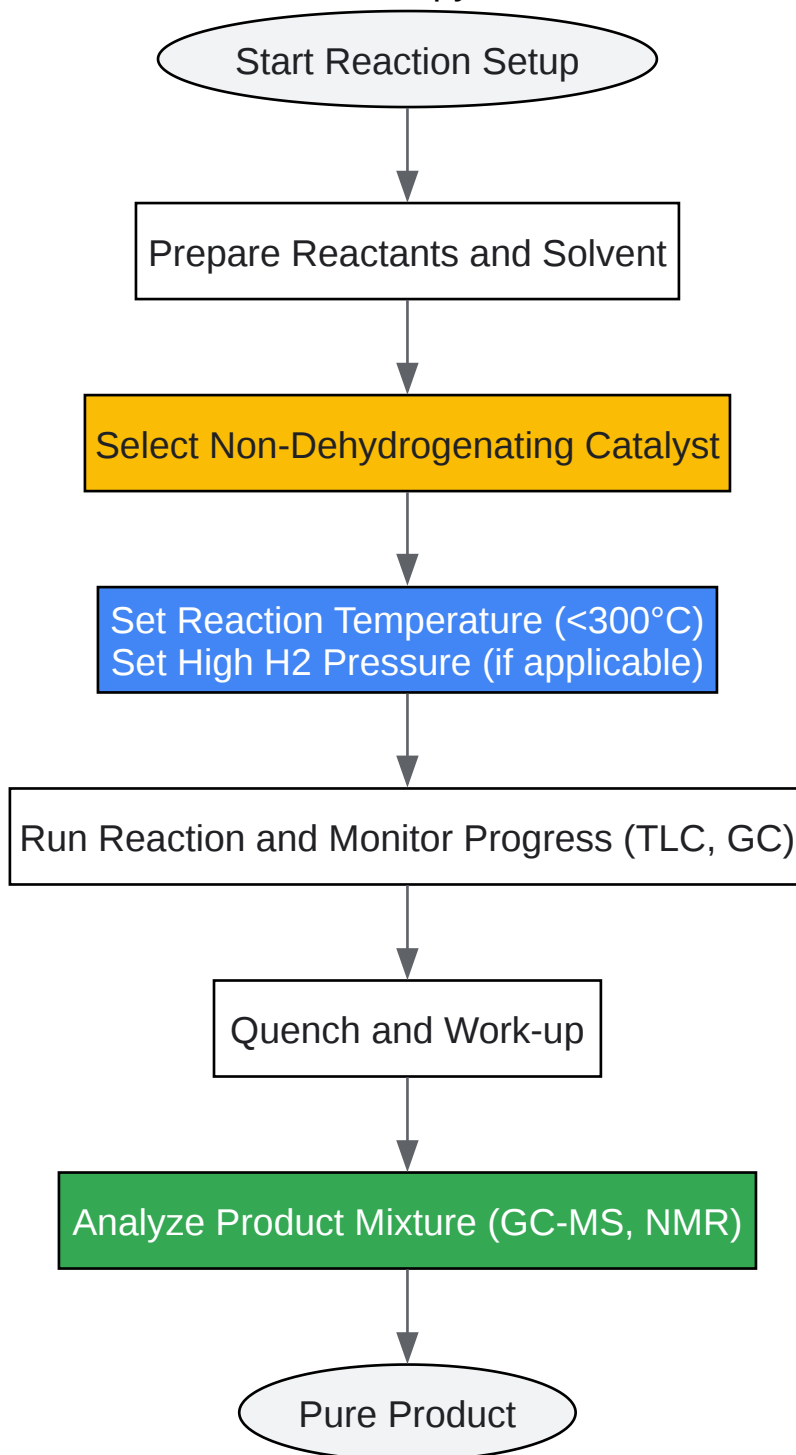 Start Reaction Setup
Prepare Reactants and Solvent
Select Non-Dehydrogenating Catalyst
Set Reaction Temperature (<300°C)
Set High H2 Pressure (if applicable)
Run Reaction and Monitor Progress (TLC, GC)
Quench and Work-up
Analyze Product Mixture (GC-MS, NMR)
Pure Product